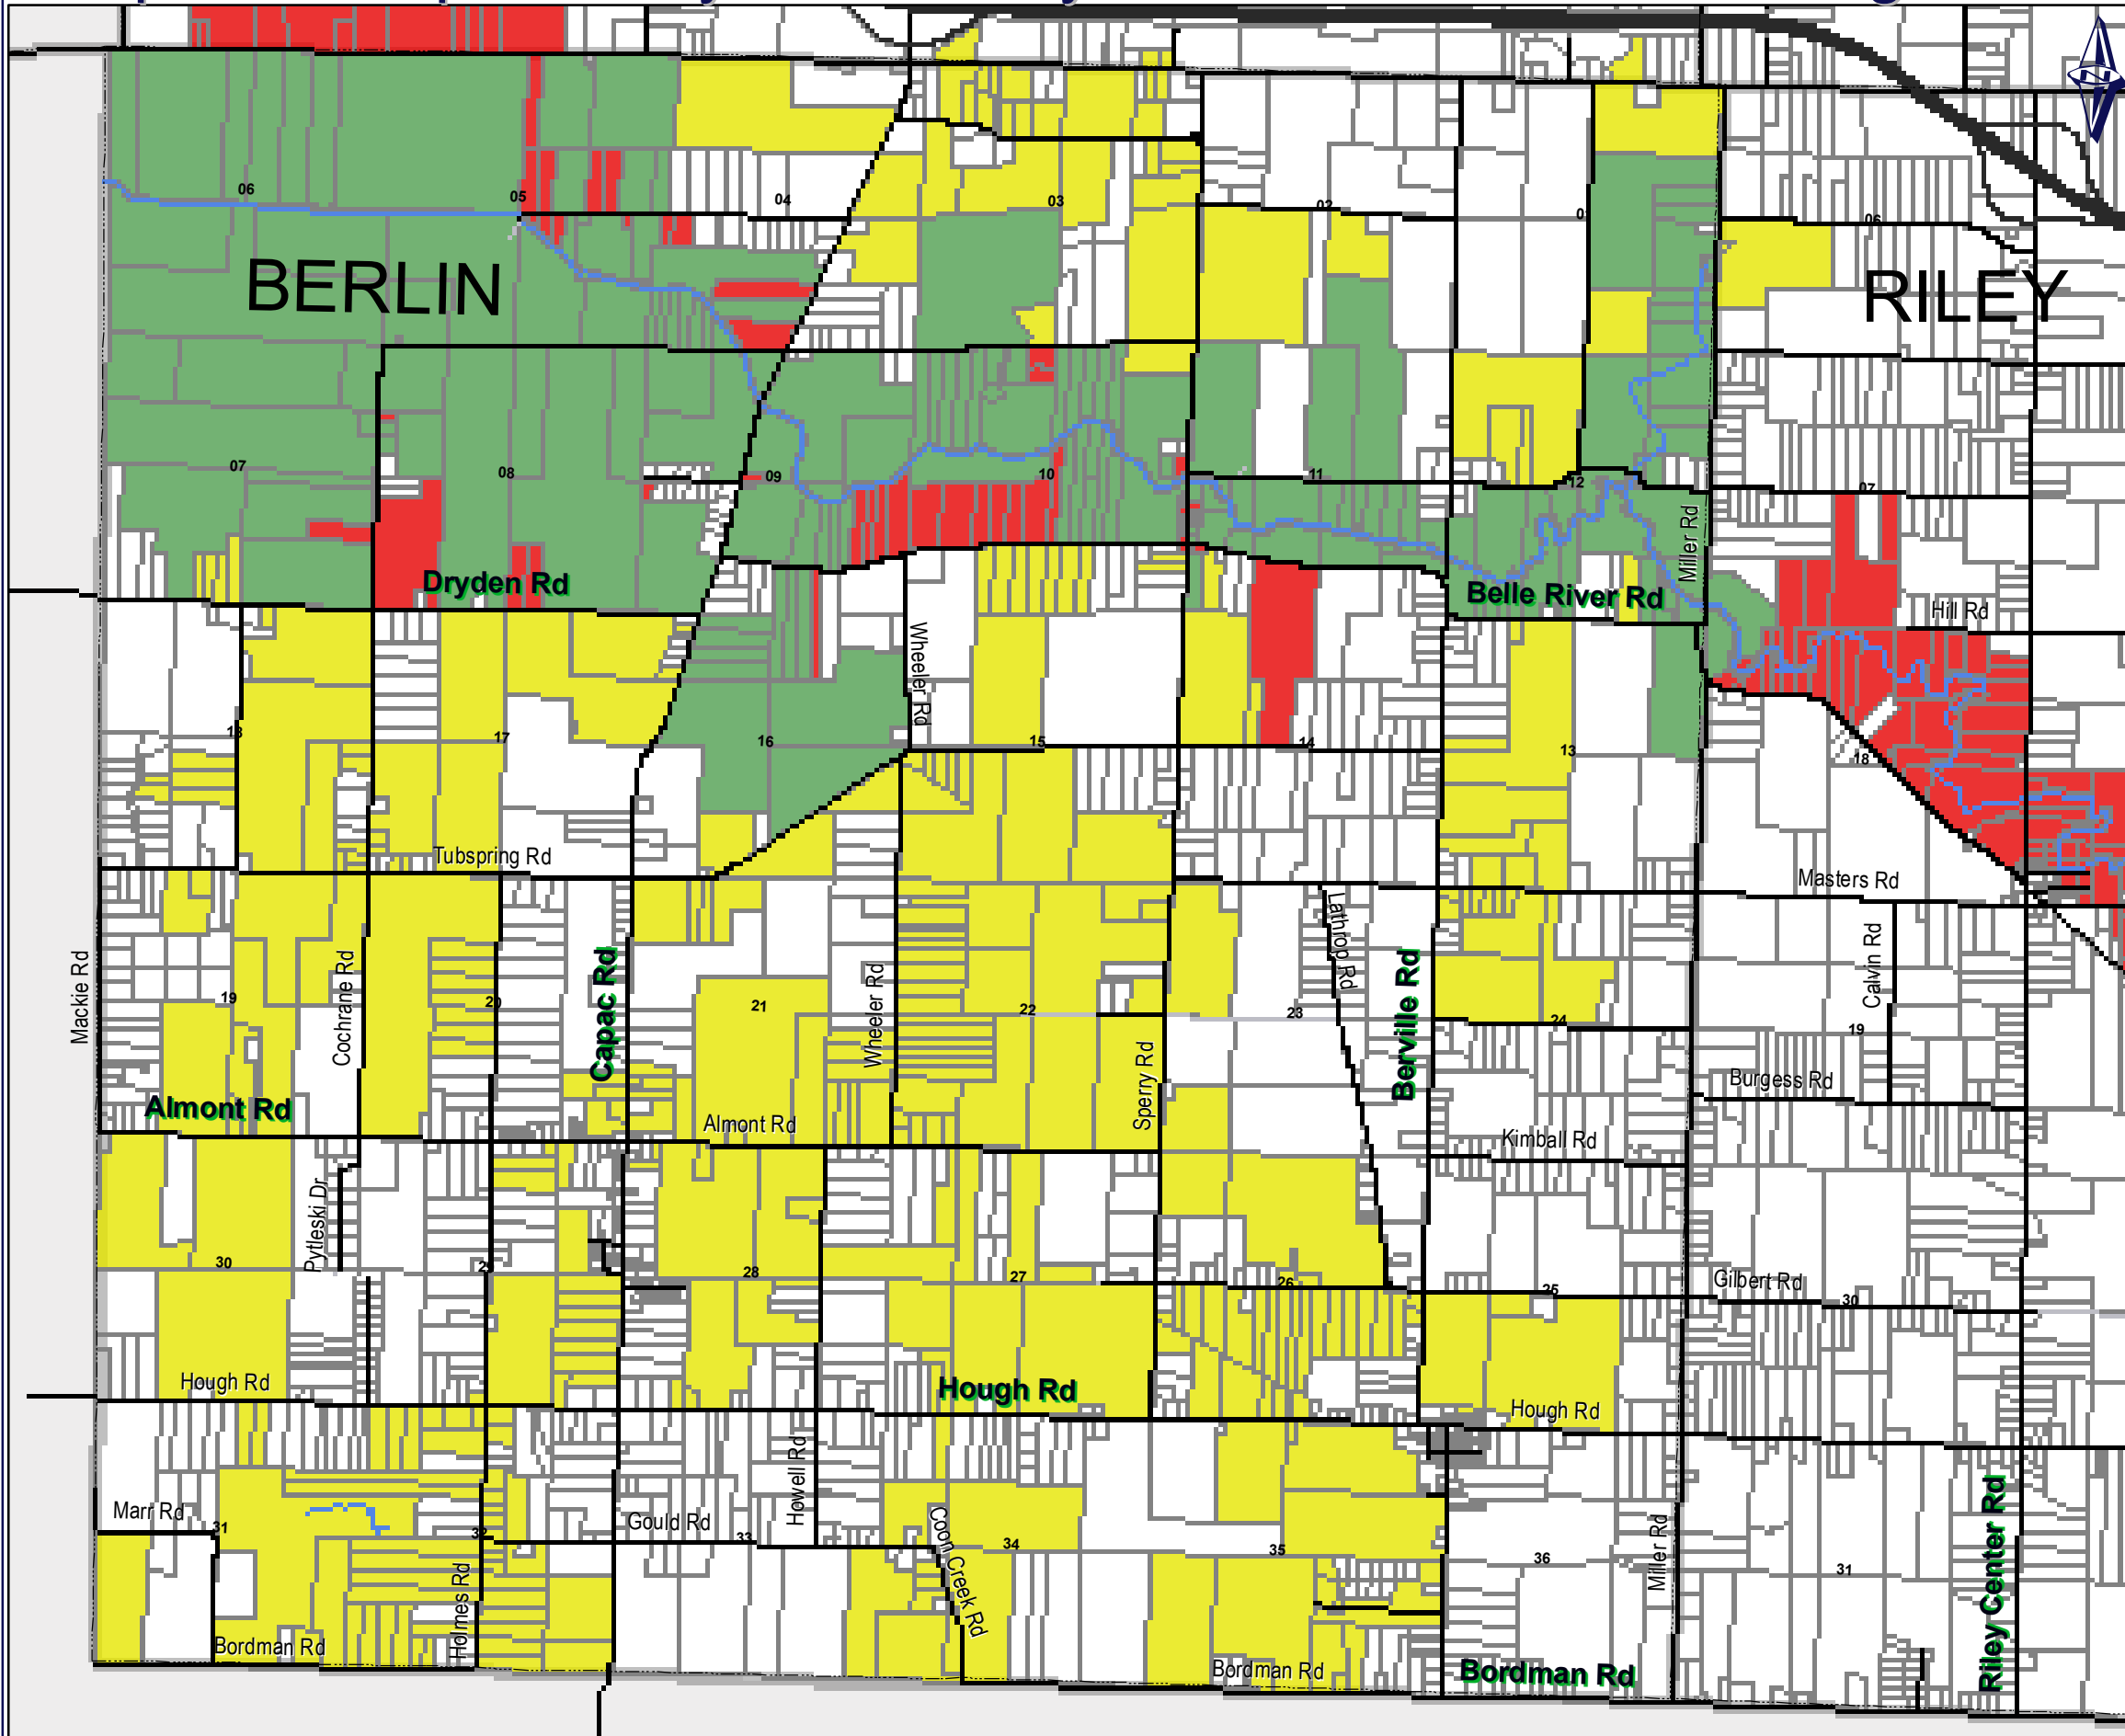 06
05
04
03
02
06
BERLIN
RILEY
07
08
09
10
11
12
07
Miller Rd
Dryden Rd
Belle River Rd
Hill Rd
Wheeler Rd
18
17
16
15
14
13
18
Tubspring Rd
Masters Rd
Mackie Rd
Cochrane Rd
Capac Rd
Wheeler Rd
Sperry Rd
Lathrop Rd
Berville Rd
Calvin Rd
19
20
21
22
23
24
19
Almont Rd
Almont Rd
Kimball Rd
Burgess Rd
Pytleski Dr
30
28
27
26
25
Gilbert Rd
30
Hough Rd
Hough Rd
Hough Rd
Marr Rd
31
32
Gould Rd
33
Howell Rd
Coon Creek Rd
34
35
36
Miller Rd
31
Riley Center Rd
Holmes Rd
Bordman Rd
Bordman Rd
Bordman Rd